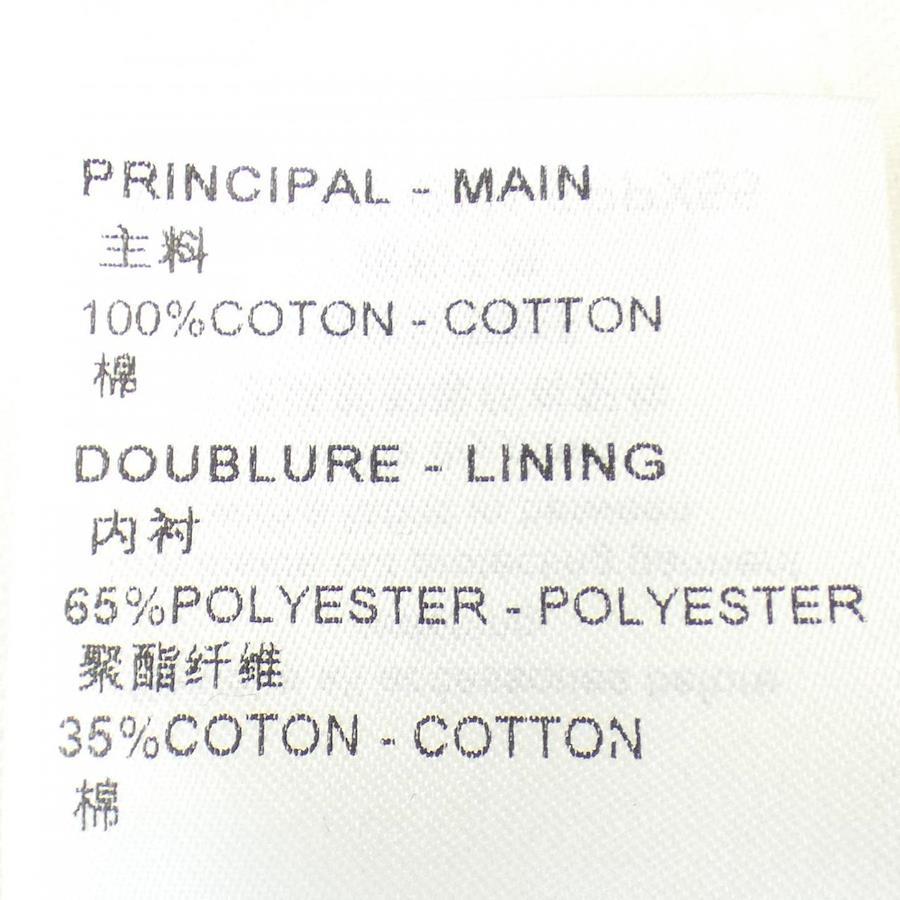 PRINCIPAL - MAIN
主料
100%COTON - COTTON
棉
DOUBLURE - LINING
内衬
65%POLYESTER - POLYESTER
聚酯纤维
35%COTON - COTTON
棉